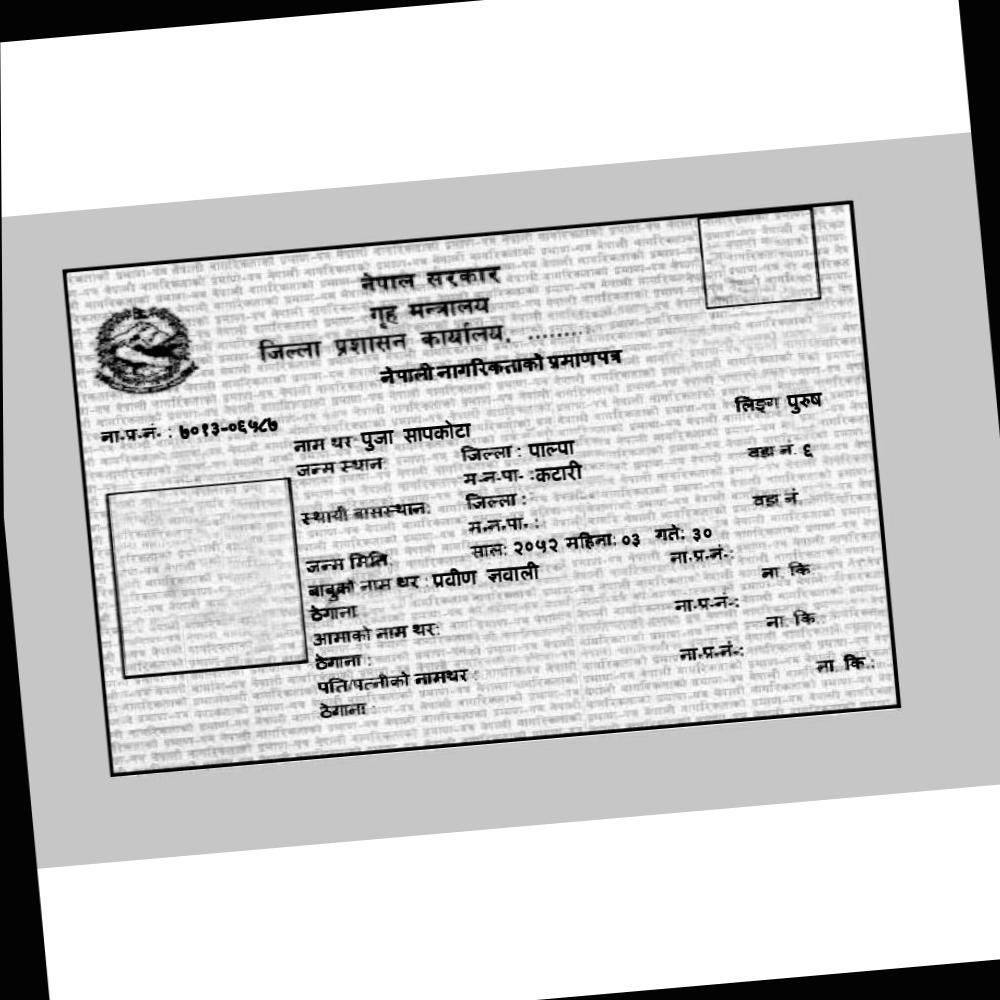 नेपाल सरकार
गृह मन्त्रालय
जिल्ला प्रशासन कार्यालय, ........
नेपाली नागरिकताको प्रमाणपत्र
ना.प्र.नं. : ७०१३-०६५८७
लिङ्ग पुरुष
नाम थर पुजा सापकोटा
जन्म स्थान जिल्ला : पाल्पा वडा नं. ६
म-न-पा- :कटारी
स्थायी बासस्थान: जिल्ला : वडा नं.
म.न.पा. :
जन्म मिति साल: २०५२ महिना: ०३ गते: ३०
बाबुको नाम थर : प्रवीण ज्ञवाली ना.प्र.नं-:
ठेगाना ना. कि
आमाको नाम थर: ना-प्र-नं-:
ठेगाना : ना. कि.
पति/पत्नीको नामथर : ना-प्र.नं-:
ठेगाना : ना. कि.: